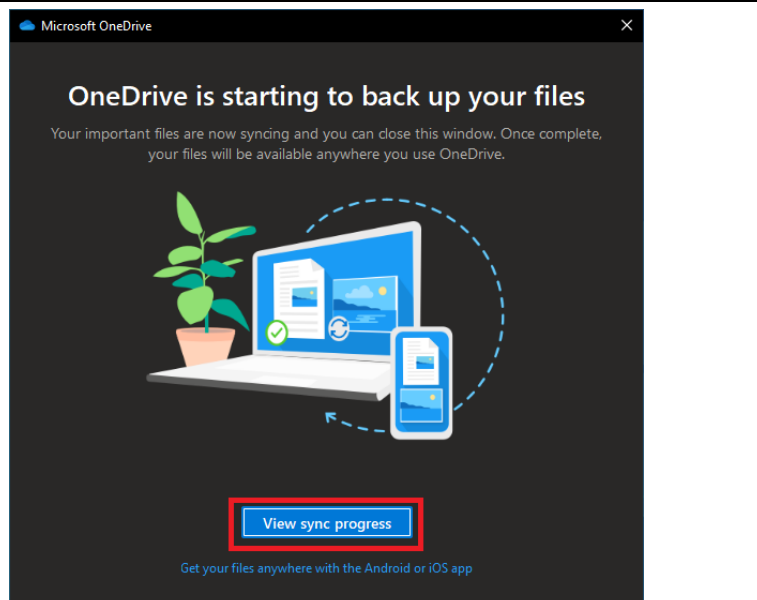 Microsoft OneDrive
OneDrive is starting to back up your files
Your important files are now syncing and you can close this window. Once complete,
your files will be available anywhere you use OneDrive.
View sync progress
Get your files anywhere with the Android or iOS app